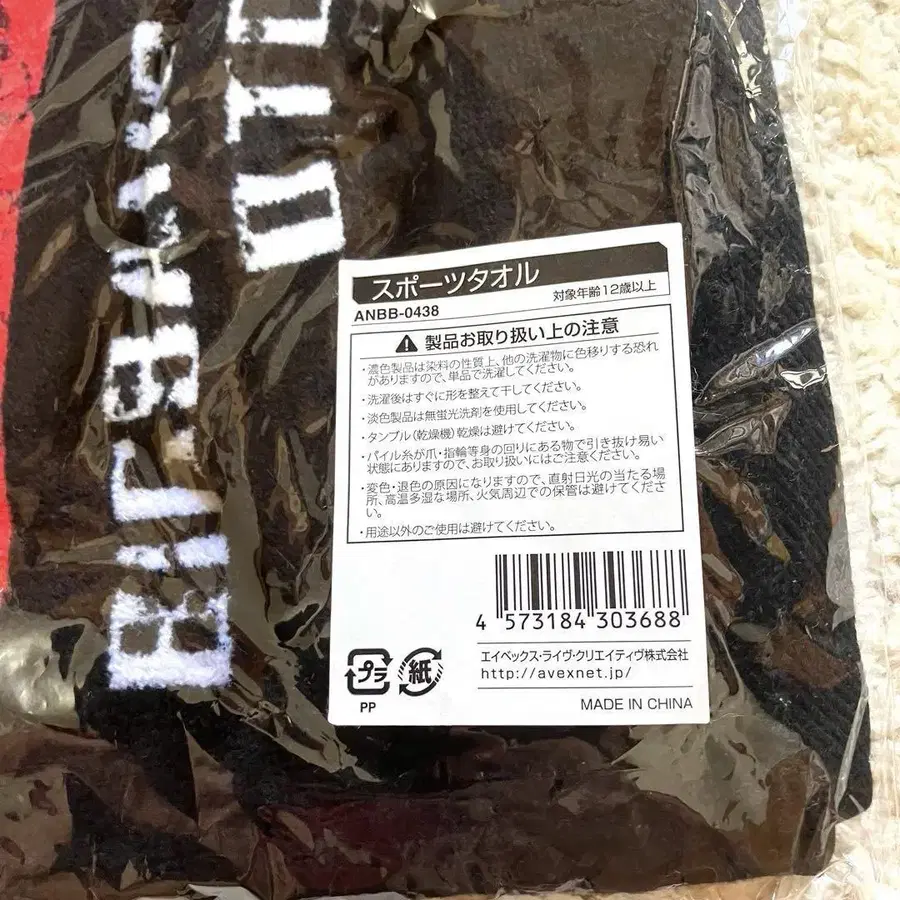 スポーツタオル
対象年齢12歳以上
ANBB-0438
製品お取り扱い上の注意
・濃色製品は染料の性質上、他の洗濯物に色移りする恐れ
がありますので、単品で洗濯してください。
・洗濯後はすぐに形を整えて干してください。
・淡色製品は無蛍光洗剤を使用してください。
・タンブル(乾燥機)乾燥は避けてください。
・パイル糸が爪・指輪等身の回りにある物で引き抜け易い
状態にありますので、お取り扱いにはご注意ください。
・変色・退色の原因になりますので、直射日光の当たる場
所、高温多湿な場所、火気周辺での保管は避けてくださ
い。
・用途以外のご使用は避けてください。
4 573184 303688
プラ
紙
PP
エイベックス・ライヴ・クリエイティヴ株式会社
http://avexnet.jp/
MADE IN CHINA